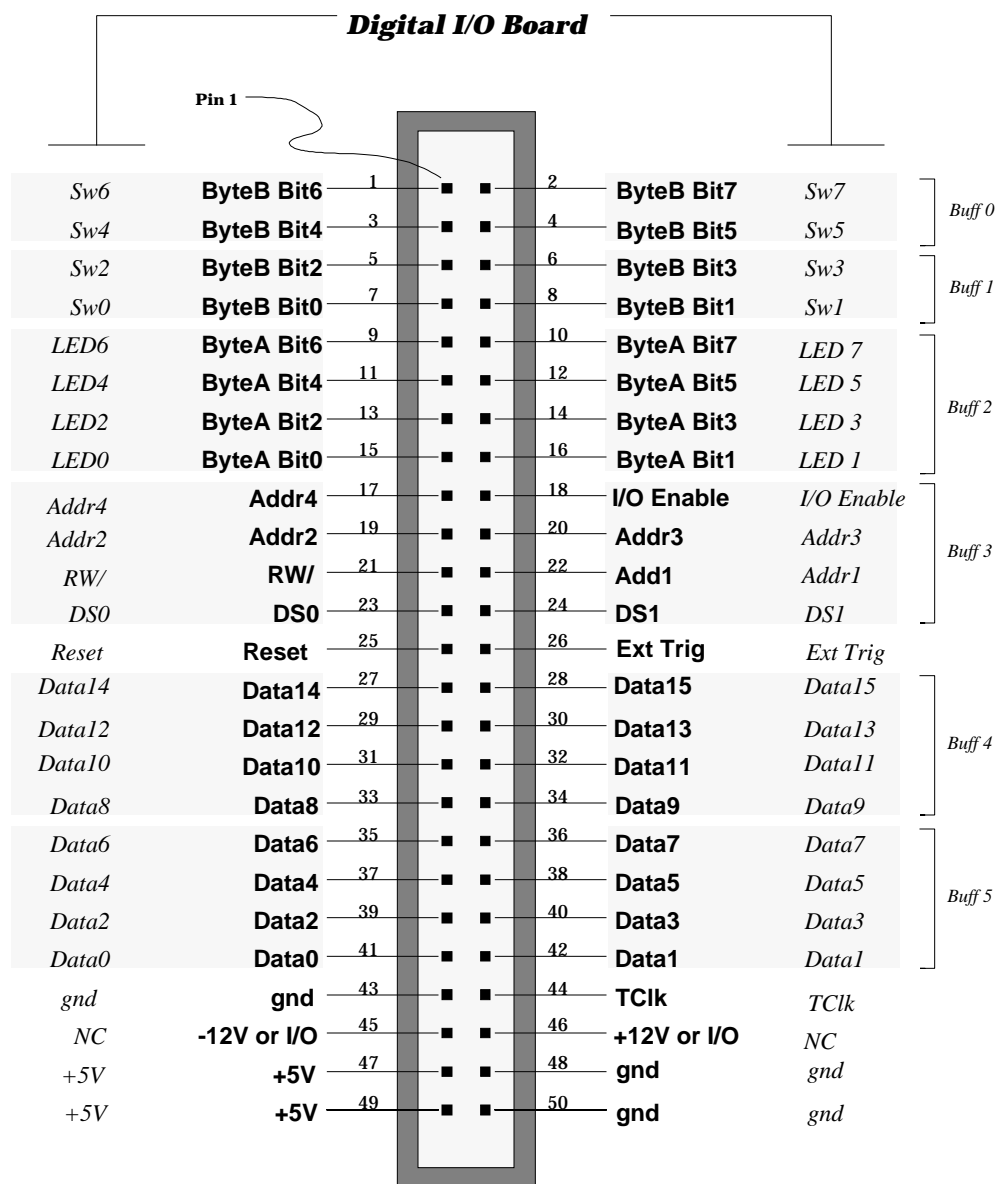 Digital I/O Board
Pin 1
Sw6 ByteB Bit6 1 2 ByteB Bit7 Sw7
Buff 0
Sw4 ByteB Bit4 3 4 ByteB Bit5 Sw5
Sw2 ByteB Bit2 5 6 ByteB Bit3 Sw3
Buff 1
Sw0 ByteB Bit0 7 8 ByteB Bit1 Sw1
LED6 ByteA Bit6 9 10 ByteA Bit7 LED 7
LED4 ByteA Bit4 11 12 ByteA Bit5 LED 5
Buff 2
LED2 ByteA Bit2 13 14 ByteA Bit3 LED 3
LED0 ByteA Bit0 15 16 ByteA Bit1 LED 1
Addr4 Addr4 17 18 I/O Enable I/O Enable
Addr2 Addr2 19 20 Addr3 Addr3
Buff 3
RW/ RW/ 21 22 Add1 Addr1
DS0 DS0 23 24 DS1 DS1
Reset Reset 25 26 Ext Trig Ext Trig
Data14 Data14 27 28 Data15 Data15
Data12 Data12 29 30 Data13 Data13
Buff 4
Data10 Data10 31 32 Data11 Data11
Data8 Data8 33 34 Data9 Data9
Data6 Data6 35 36 Data7 Data7
Data4 Data4 37 38 Data5 Data5
Buff 5
Data2 Data2 39 40 Data3 Data3
Data0 Data0 41 42 Data1 Data1
gnd gnd 43 44 TClk TClk
NC -12V or I/O 45 46 +12V or I/O NC
+5V +5V 47 48 gnd gnd
+5V +5V 49 50 gnd gnd